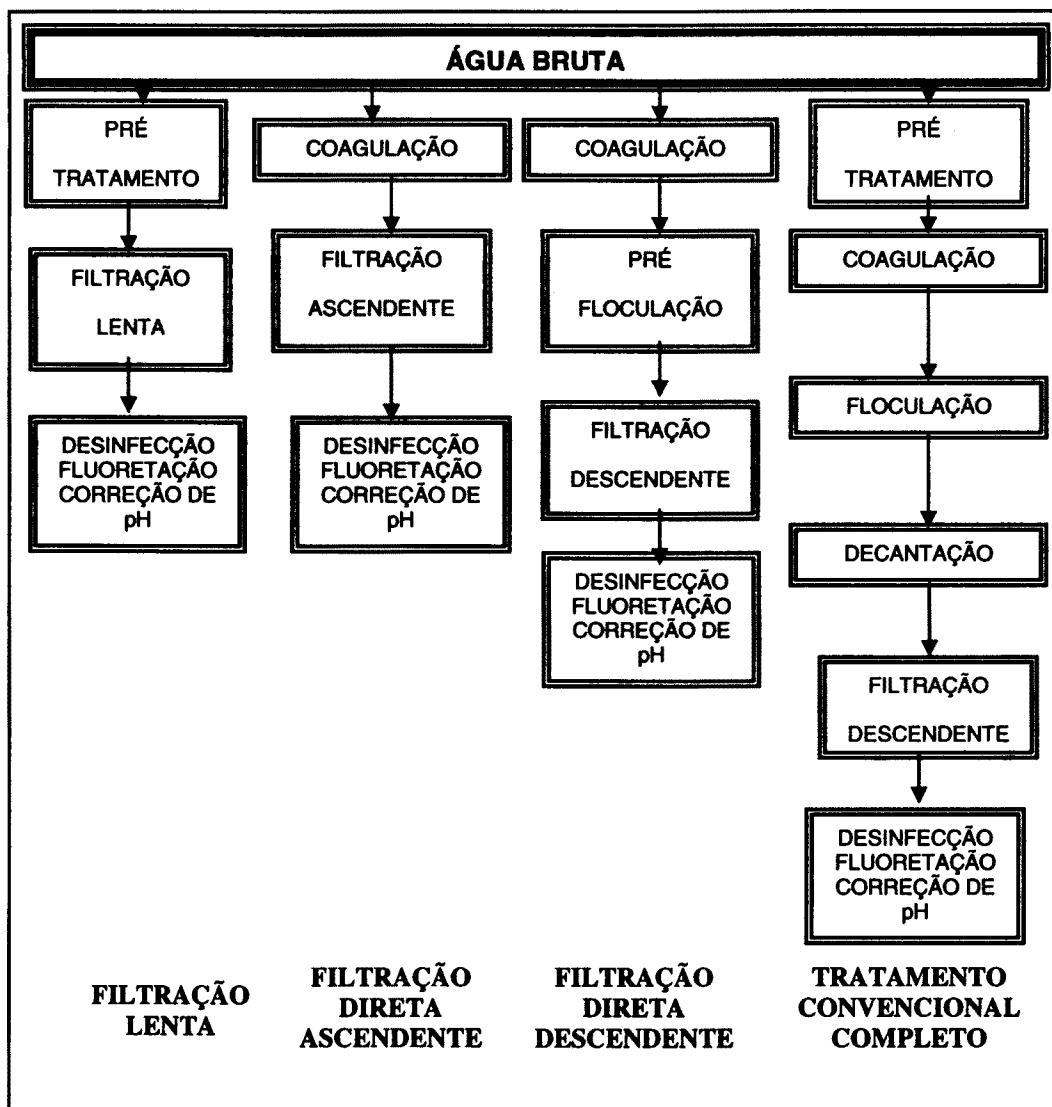 ÁGUA BRUTA
PRÉ
TRATAMENTO
FILTRAÇÃO
LENTA
DESINFECÇÃO
FLUORETAÇÃO
CORREÇÃO DE
pH
FILTRAÇÃO
LENTA
COAGULAÇÃO
FILTRAÇÃO
ASCENDENTE
DESINFECÇÃO
FLUORETAÇÃO
CORREÇÃO DE
pH
FILTRAÇÃO
DIRETA
ASCENDENTE
COAGULAÇÃO
PRÉ
FLOCULAÇÃO
FILTRAÇÃO
DESCENDENTE
DESINFECÇÃO
FLUORETAÇÃO
CORREÇÃO DE
pH
FILTRAÇÃO
DIRETA
DESCENDENTE
PRÉ
TRATAMENTO
COAGULAÇÃO
FLOCULAÇÃO
DECANTAÇÃO
FILTRAÇÃO
DESCENDENTE
DESINFECÇÃO
FLUORETAÇÃO
CORREÇÃO DE
pH
TRATAMENTO
CONVENCIONAL
COMPLETO